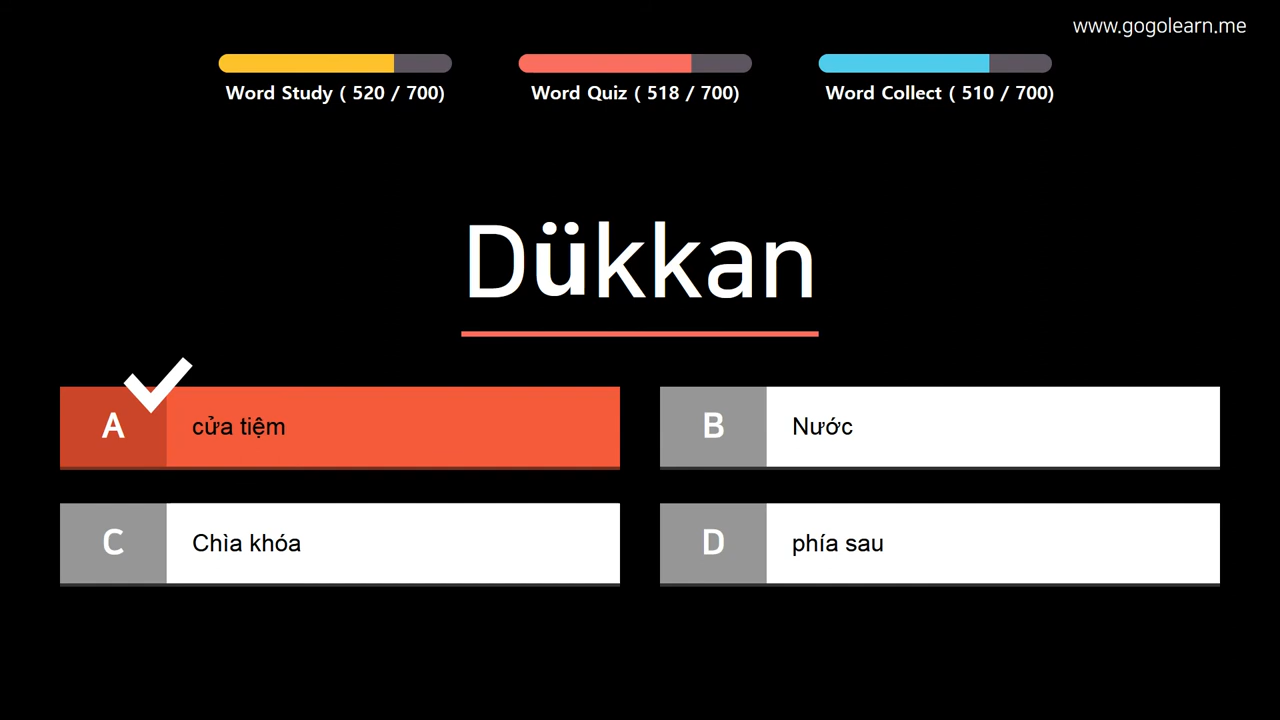 www.gogolearn.me
Word Study ( 520 / 700)
Word Quiz ( 518 / 700)
Word Collect ( 510 / 700)
Dükkan
A cửa tiệm
B Nước
C Chìa khóa
D phía sau